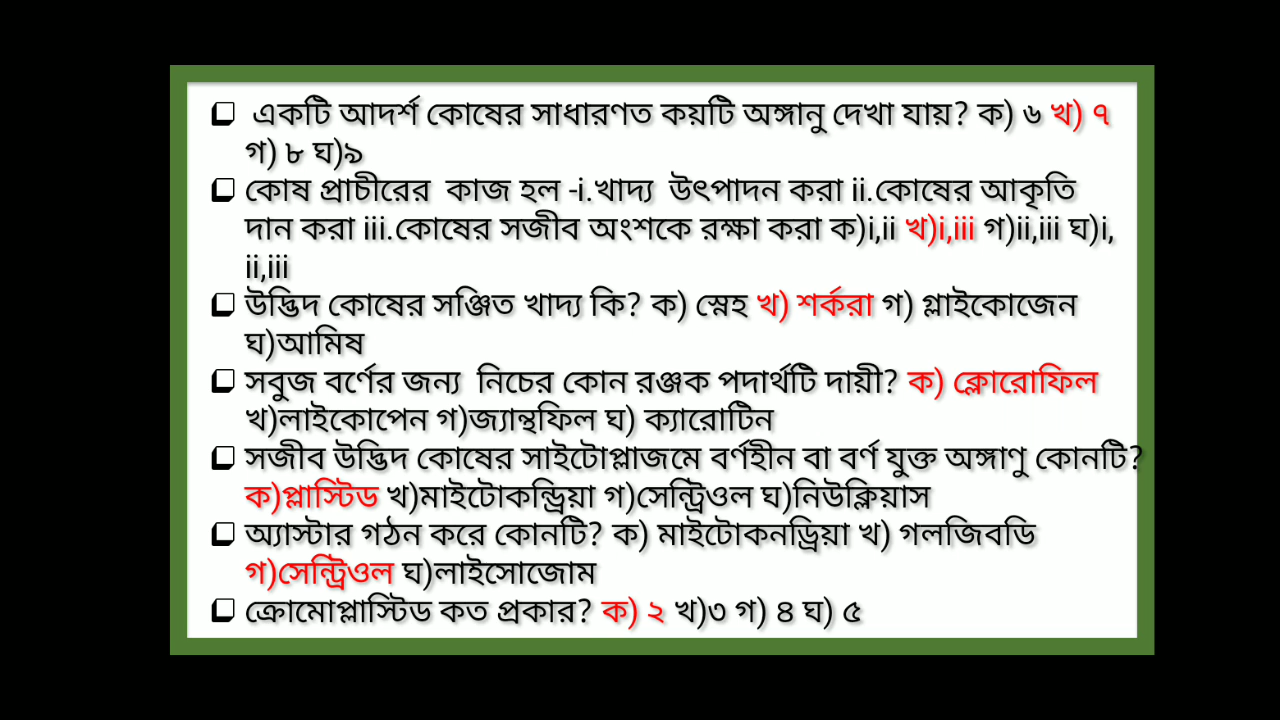 একটি আদর্শ কোষের সাধারণত কয়টি অঙ্গানু দেখা যায়? ক) ৬ খ) ৭
গ) ৮ ঘ)৯
কোষ প্রাচীরের কাজ হল -i.খাদ্য উৎপাদন করা ii.কোষের আকৃতি
দান করা iii.কোষের সজীব অংশকে রক্ষা করা ক)i,ii খ)i,iii গ)ii,iii ঘ)i,
ii,iii
উদ্ভিদ কোষের সঞ্জিত খাদ্য কি? ক) স্নেহ খ) শর্করা গ) গ্লাইকোজেন
ঘ)আমিষ
সবুজ বর্ণের জন্য নিচের কোন রঞ্জক পদার্থটি দায়ী? ক) ক্লোরোফিল
খ)লাইকোপেন গ)জ্যান্থফিল ঘ) ক্যারোটিন
সজীব উদ্ভিদ কোষের সাইটোপ্লাজমে বর্ণহীন বা বর্ণ যুক্ত অঙ্গাণু কোনটি?
ক)প্লাস্টিড খ)মাইটোকন্ড্রিয়া গ)সেন্ট্রিওল ঘ)নিউক্লিয়াস
অ্যাস্টার গঠন করে কোনটি? ক) মাইটোকনড্রিয়া খ) গলজিবডি
গ)সেন্ট্রিওল ঘ)লাইসোজোম
ক্রোমোপ্লাস্টিড কত প্রকার? ক) ২ খ)৩ গ) ৪ ঘ) ৫